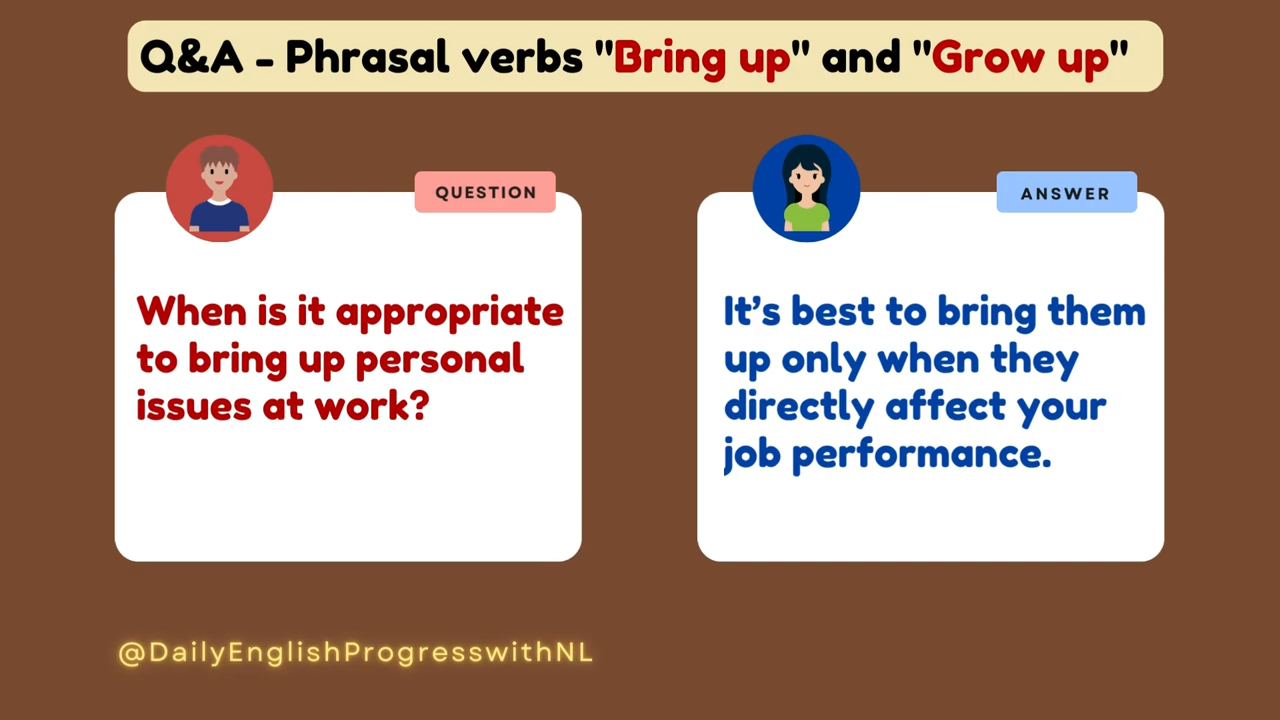 Q&A - Phrasal verbs "Bring up" and "Grow up"
QUESTION
When is it appropriate
to bring up personal
issues at work?
ANSWER
It’s best to bring them
up only when they
directly affect your
job performance.
@DailyEnglishProgresswithNL